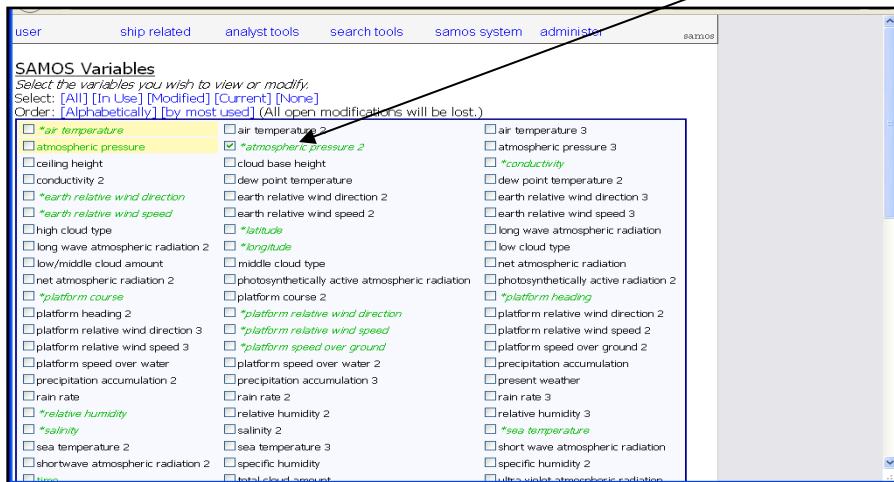 user ship related analyst tools search tools samos system administer samos
SAMOS Variables
Select the variables you wish to view or modify.
Select: [All] [In Use] [Modified] [Current] [None]
Order: [Alphabetically] [by most used] (All open modifications will be lost.)
*air temperature air temperature 2 air temperature 3
atmospheric pressure *atmospheric pressure 2 atmospheric pressure 3
ceiling height cloud base height *conductivity
conductivity 2 dew point temperature dew point temperature 2
*earth relative wind direction earth relative wind direction 2 earth relative wind direction 3
*earth relative wind speed earth relative wind speed 2 earth relative wind speed 3
high cloud type *latitude long wave atmospheric radiation
long wave atmospheric radiation 2 *longitude low cloud type
low/middle cloud amount middle cloud type net atmospheric radiation
net atmospheric radiation 2 photosynthetically active atmospheric radiation photosynthetically active radiation 2
*platform course platform course 2 *platform heading
platform heading 2 *platform relative wind direction platform relative wind direction 2
platform relative wind direction 3 *platform relative wind speed platform relative wind speed 2
platform relative wind speed 3 *platform speed over ground platform speed over ground 2
platform speed over water platform speed over water 2 precipitation accumulation
precipitation accumulation 2 precipitation accumulation 3 present weather
rain rate rain rate 2 rain rate 3
*relative humidity relative humidity 2 relative humidity 3
*salinity salinity 2 *sea temperature
sea temperature 2 sea temperature 3 short wave atmospheric radiation
shortwave atmospheric radiation 2 specific humidity specific humidity 2
time total cloud amount ultra violet atmospheric radiation